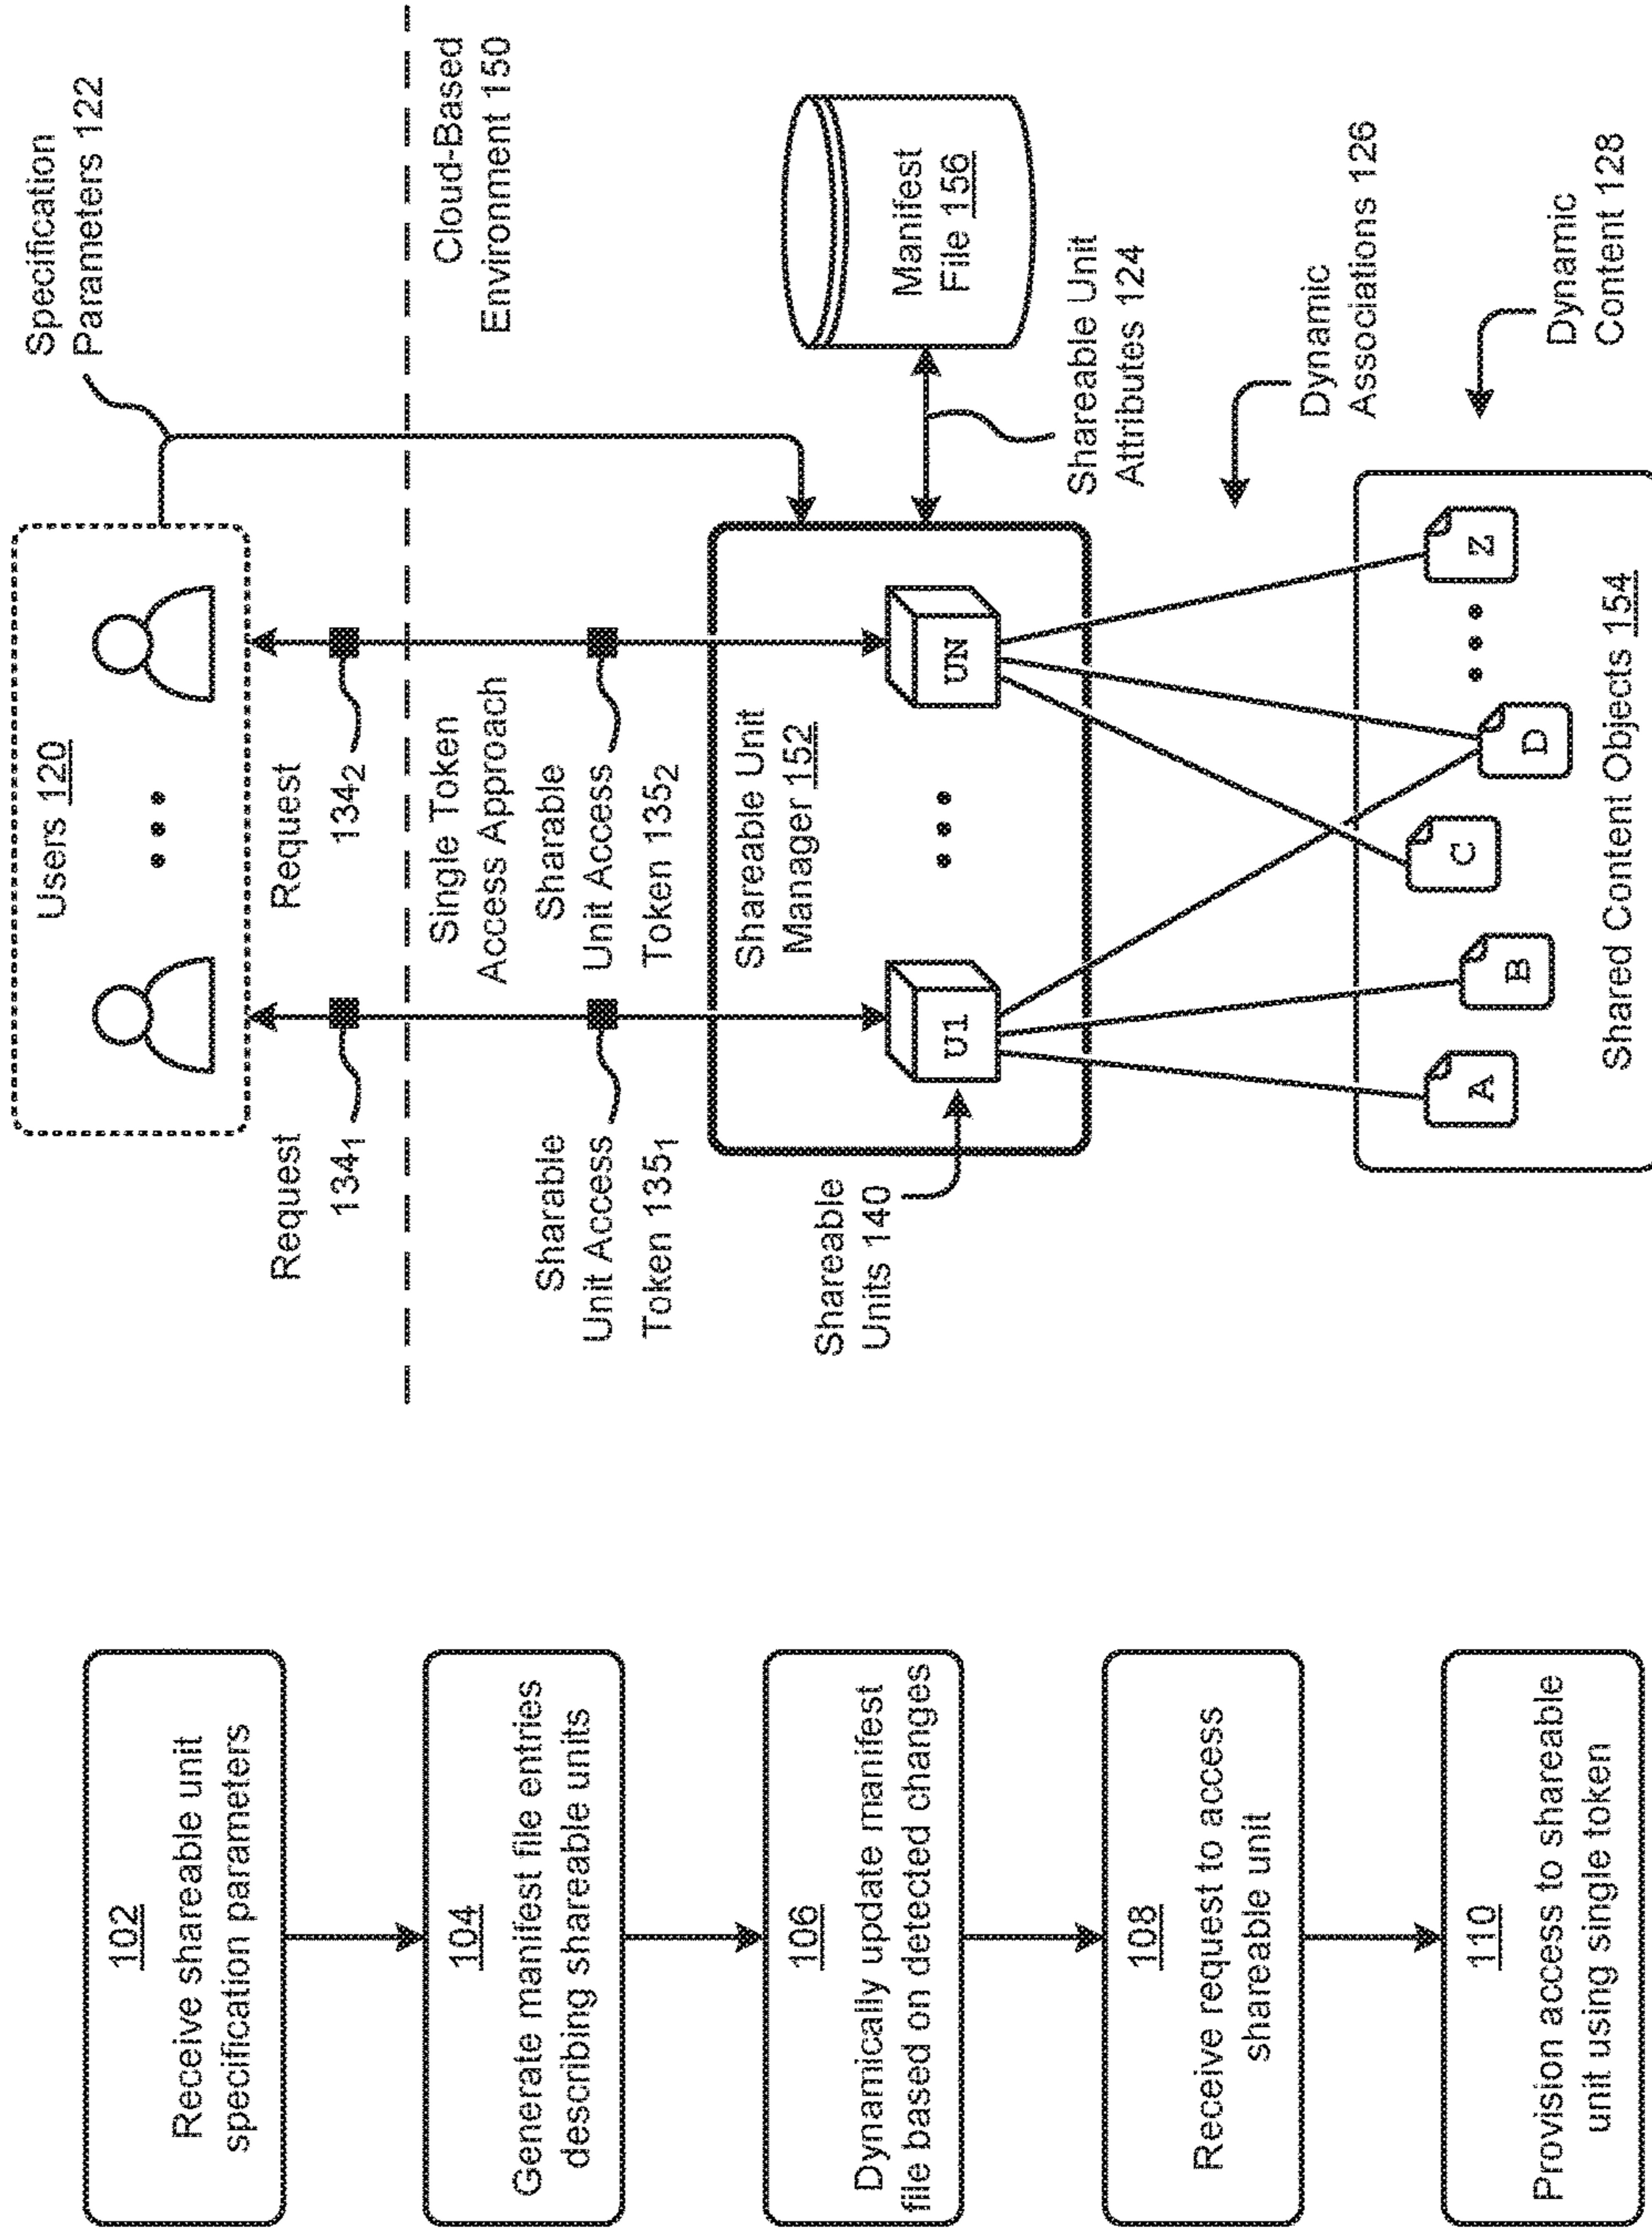 102
Receive shareable unit
specification parameters
104
Generate manifest file entries
describing shareable units
106
Dynamically update manifest
file based on detected changes
108
Receive request to access
shareable unit
110
Provision access to shareable
unit using single token
Specification
Parameters 122
Users 120
Request
134₁
Request
134₂
Cloud-Based
Environment 150
Single Token
Access Approach
Sharable
Unit Access
Token 135₁
Sharable
Unit Access
Token 135₂
Shareable Unit
Manager 152
Manifest
File 156
Shareable
Units 140
U1
UN
Shareable Unit
Attributes 124
Dynamic
Associations 126
Dynamic
Content 128
A
B
C
D
Z
Shared Content Objects 154